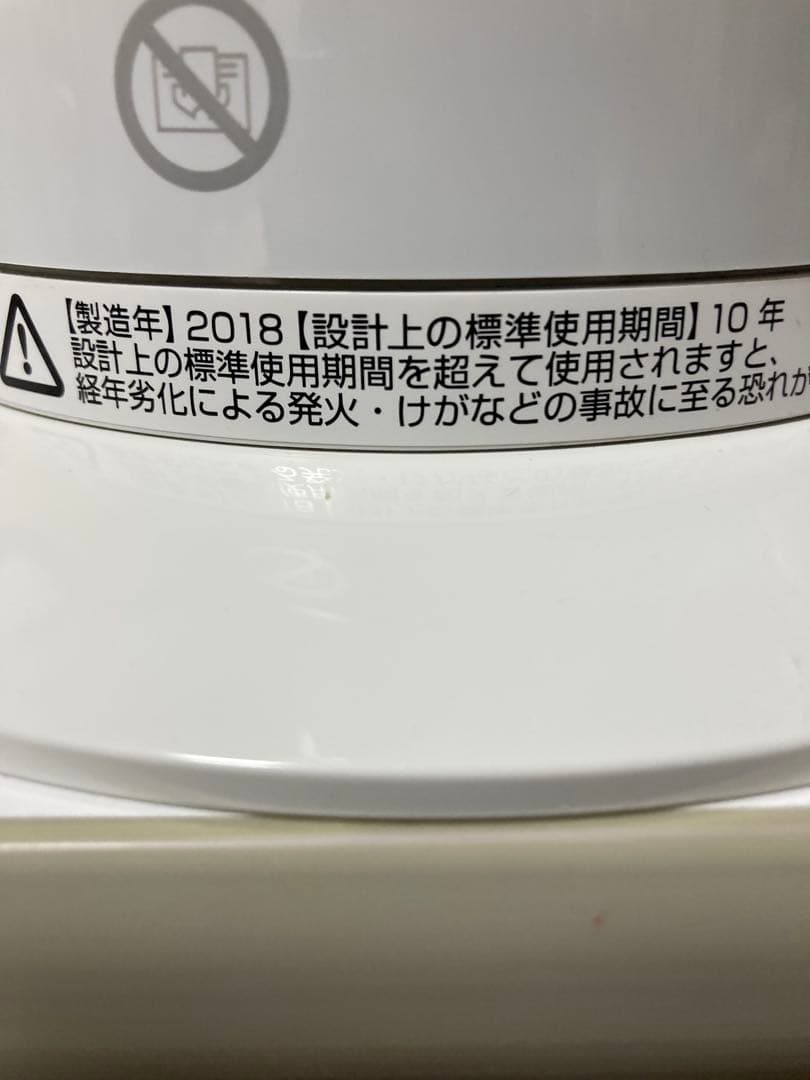 【製造年】2018【設計上の標準使用期間】10年
設計上の標準使用期間を超えて使用されますと、
経年劣化による発火・けがなどの事故に至る恐れが